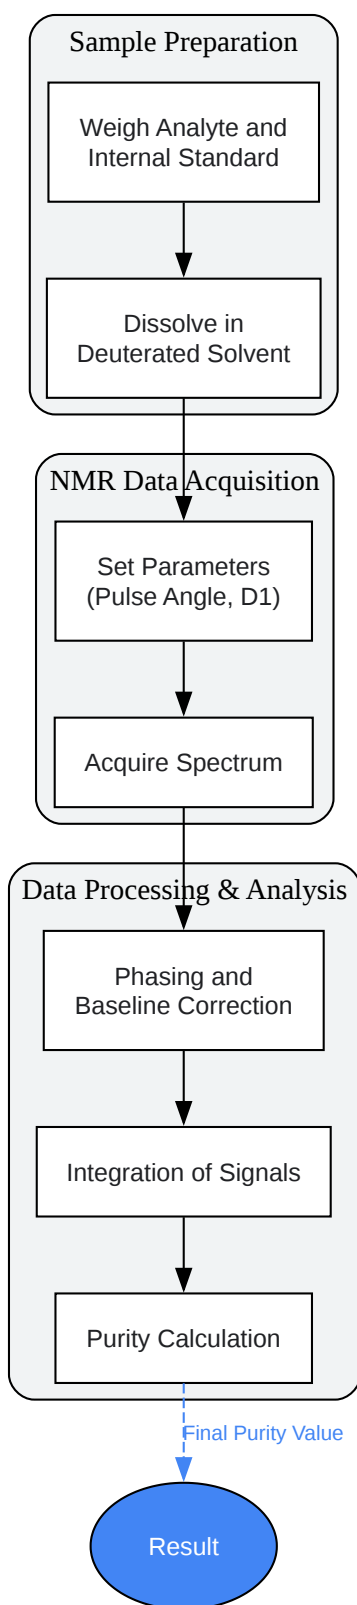 Sample Preparation
Weigh Analyte and
Internal Standard
Dissolve in
Deuterated Solvent
NMR Data Acquisition
Set Parameters
(Pulse Angle, D1)
Acquire Spectrum
Data Processing & Analysis
Phasing and
Baseline Correction
Integration of Signals
Purity Calculation
Final Purity Value
Result